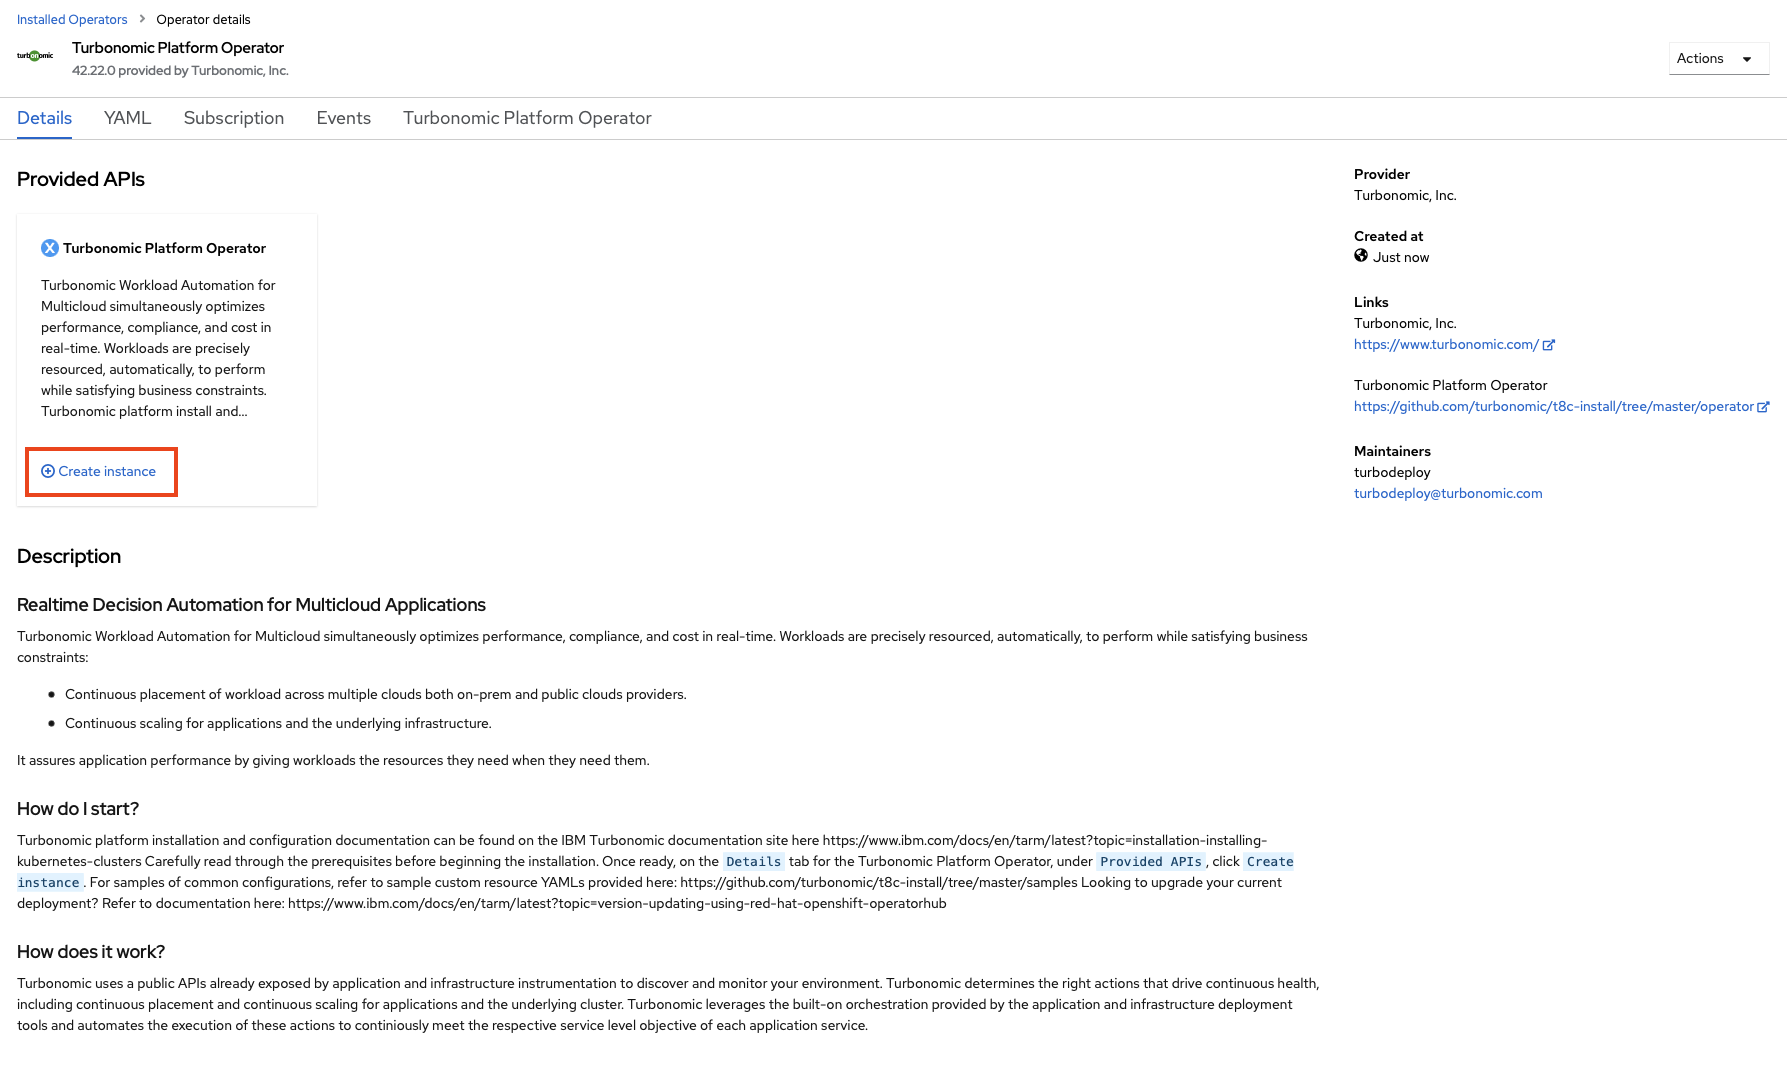 Installed Operators > Operator details
turbonomic
Turbonomic Platform Operator
42.22.0 provided by Turbonomic, Inc.
Actions
Details YAML Subscription Events Turbonomic Platform Operator
Provided APIs
X Turbonomic Platform Operator
Turbonomic Workload Automation for
Multicloud simultaneously optimizes
performance, compliance, and cost in
real-time. Workloads are precisely
resourced, automatically, to perform
while satisfying business constraints.
Turbonomic platform install and...
Create instance
Provider
Turbonomic, Inc.
Created at
Just now
Links
Turbonomic, Inc.
https://www.turbonomic.com/
Turbonomic Platform Operator
https://github.com/turbonomic/t8c-install/tree/master/operator
Maintainers
turbodeploy
turbodeploy@turbonomic.com
Description
Realtime Decision Automation for Multicloud Applications
Turbonomic Workload Automation for Multicloud simultaneously optimizes performance, compliance, and cost in real-time. Workloads are precisely resourced, automatically, to perform while satisfying business
constraints:
• Continuous placement of workload across multiple clouds both on-prem and public clouds providers.
• Continuous scaling for applications and the underlying infrastructure.
It assures application performance by giving workloads the resources they need when they need them.
How do I start?
Turbonomic platform installation and configuration documentation can be found on the IBM Turbonomic documentation site here https://www.ibm.com/docs/en/tarm/latest?topic=installation-installing-
kubernetes-clusters Carefully read through the prerequisites before beginning the installation. Once ready, on the Details tab for the Turbonomic Platform Operator, under Provided APIs, click Create
instance. For samples of common configurations, refer to sample custom resource YAMLs provided here: https://github.com/turbonomic/t8c-install/tree/master/samples Looking to upgrade your current
deployment? Refer to documentation here: https://www.ibm.com/docs/en/tarm/latest?topic=version-updating-using-red-hat-openshift-operatorhub
How does it work?
Turbonomic uses a public APIs already exposed by application and infrastructure instrumentation to discover and monitor your environment. Turbonomic determines the right actions that drive continuous health,
including continuous placement and continuous scaling for applications and the underlying cluster. Turbonomic leverages the built-on orchestration provided by the application and infrastructure deployment
tools and automates the execution of these actions to continiously meet the respective service level objective of each application service.